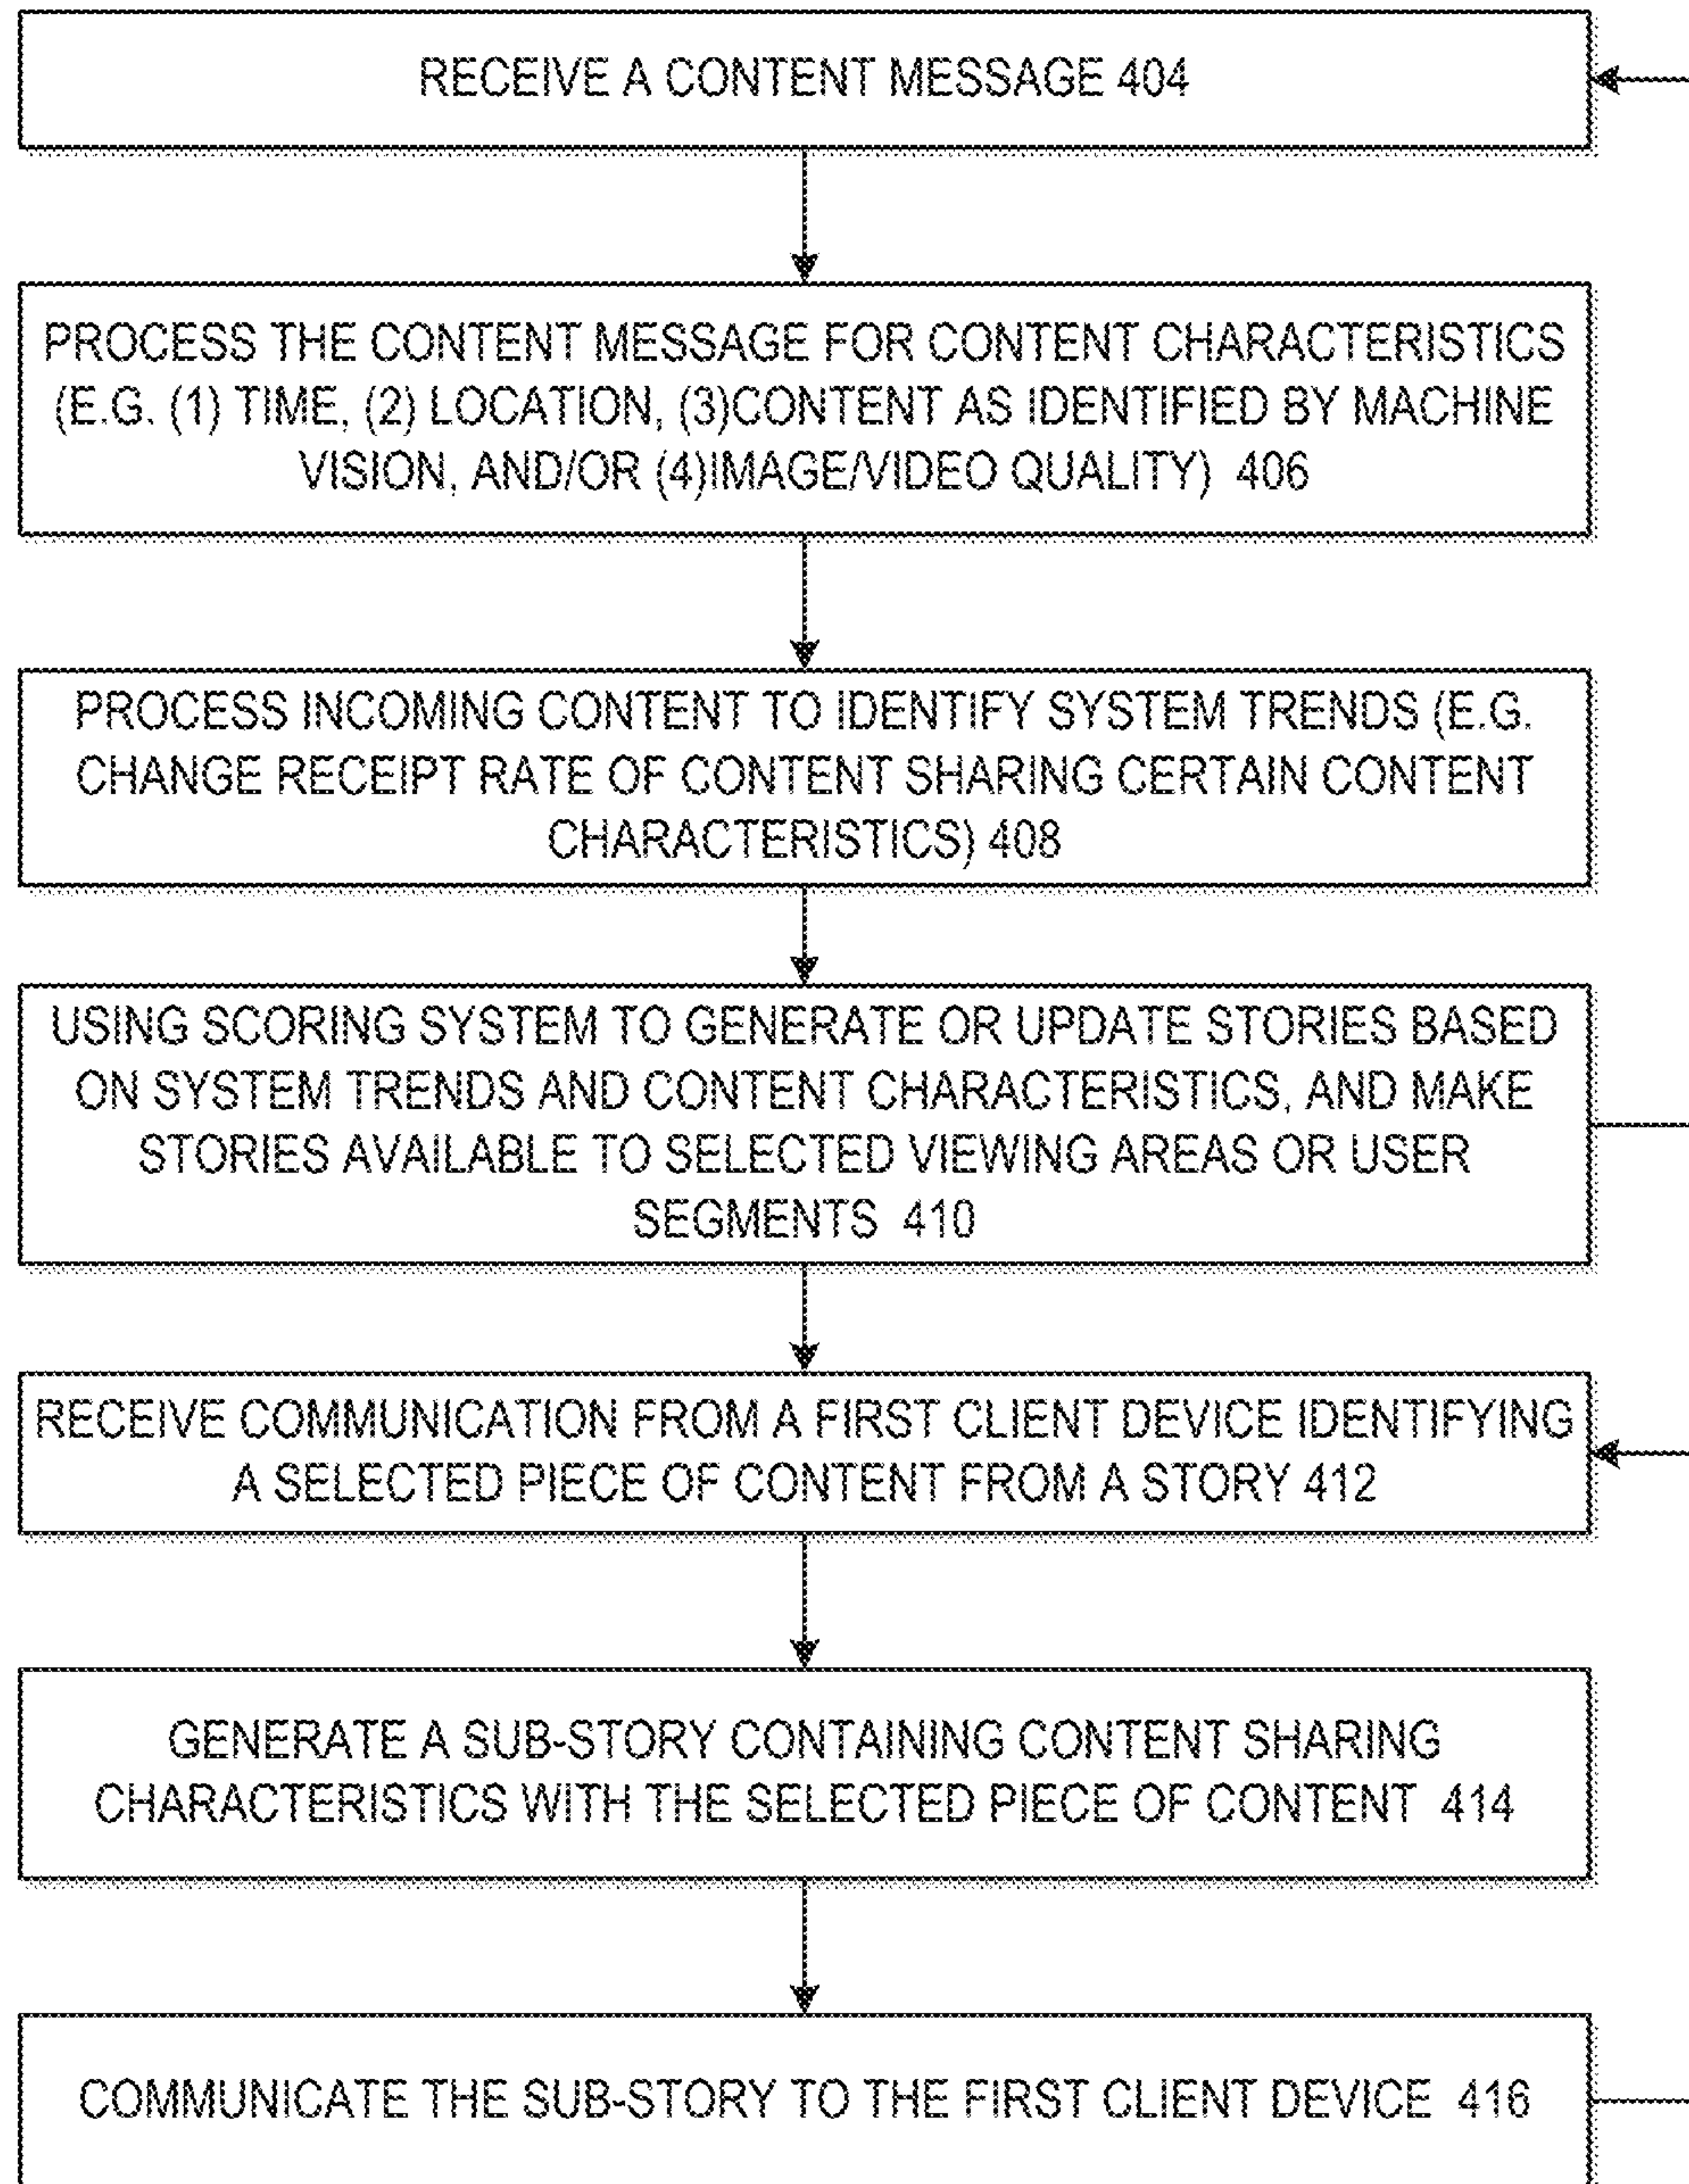 RECEIVE A CONTENT MESSAGE 404
PROCESS THE CONTENT MESSAGE FOR CONTENT CHARACTERISTICS
(E.G. (1) TIME, (2) LOCATION, (3)CONTENT AS IDENTIFIED BY MACHINE
VISION, AND/OR (4)IMAGE/VIDEO QUALITY) 406
PROCESS INCOMING CONTENT TO IDENTIFY SYSTEM TRENDS (E.G.
CHANGE RECEIPT RATE OF CONTENT SHARING CERTAIN CONTENT
CHARACTERISTICS) 408
USING SCORING SYSTEM TO GENERATE OR UPDATE STORIES BASED
ON SYSTEM TRENDS AND CONTENT CHARACTERISTICS, AND MAKE
STORIES AVAILABLE TO SELECTED VIEWING AREAS OR USER
SEGMENTS 410
RECEIVE COMMUNICATION FROM A FIRST CLIENT DEVICE IDENTIFYING
A SELECTED PIECE OF CONTENT FROM A STORY 412
GENERATE A SUB-STORY CONTAINING CONTENT SHARING
CHARACTERISTICS WITH THE SELECTED PIECE OF CONTENT 414
COMMUNICATE THE SUB-STORY TO THE FIRST CLIENT DEVICE 416